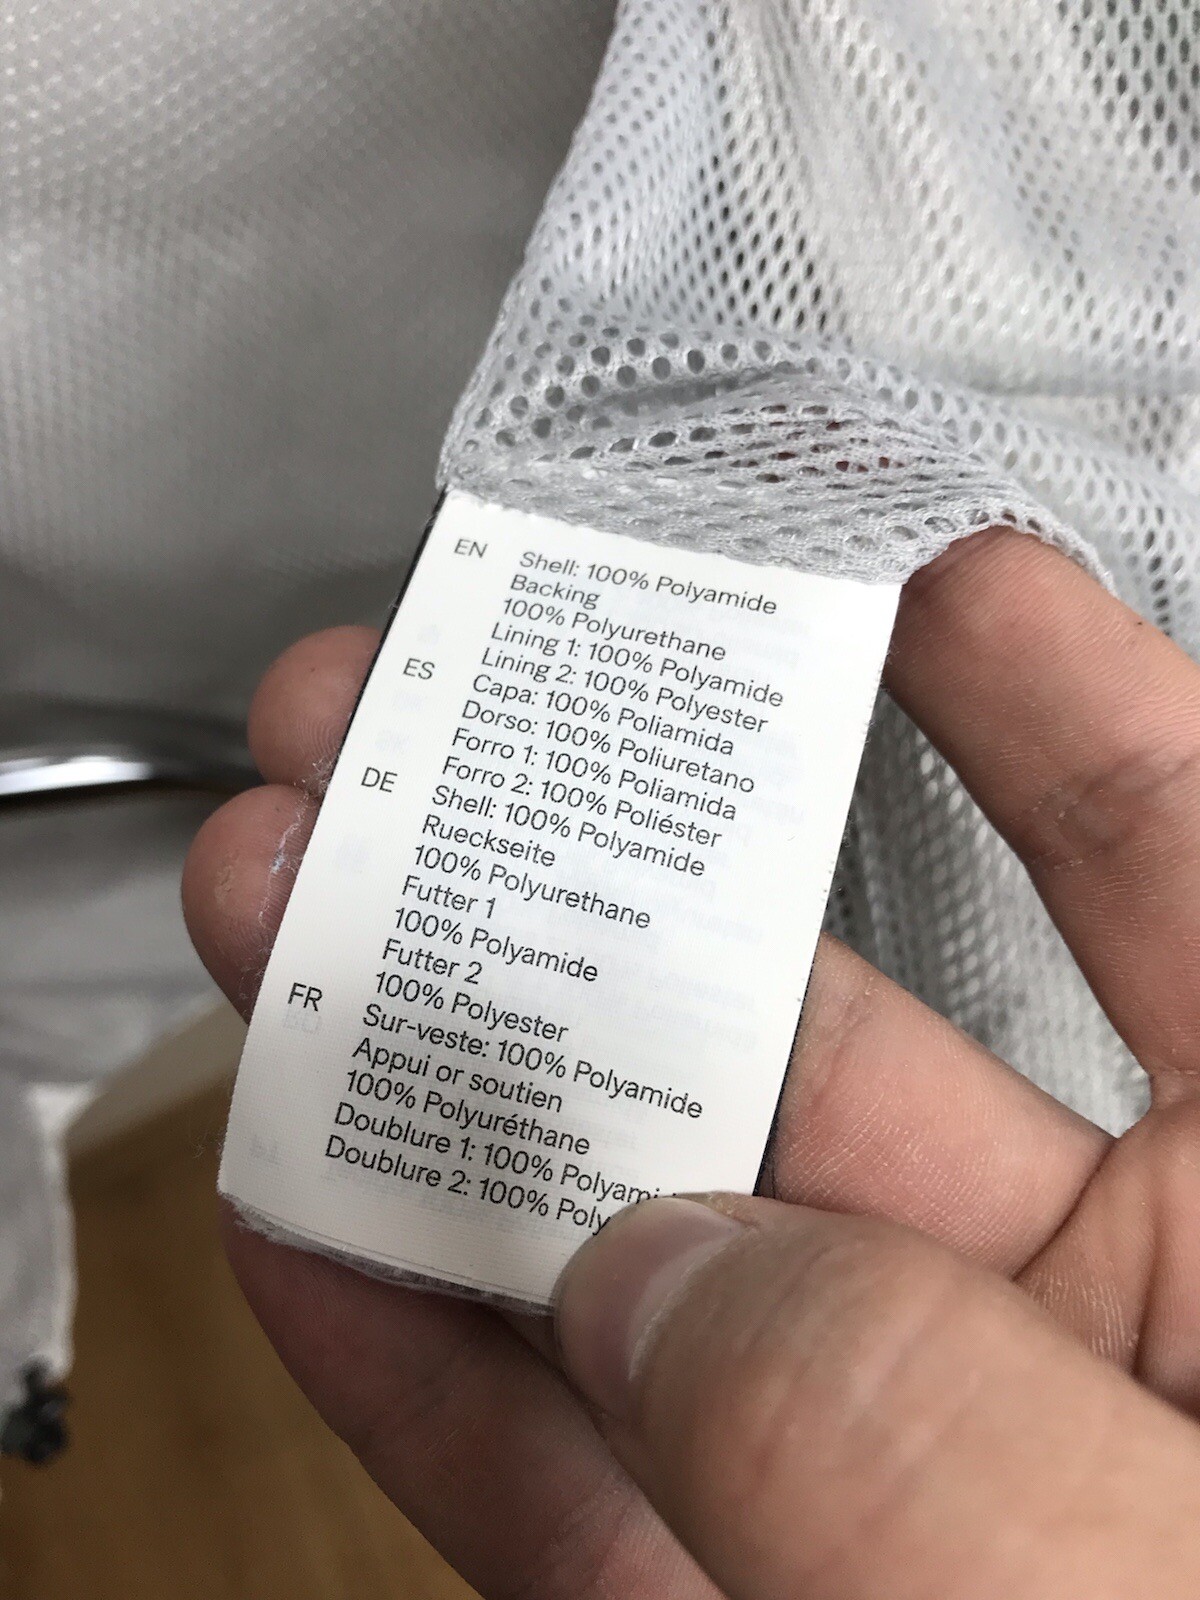 EN Shell: 100% Polyamide
Backing
100% Polyurethane
Lining 1: 100% Polyamide
Lining 2: 100% Polyester
ES Capa: 100% Poliamida
Dorso: 100% Poliuretano
Forro 1: 100% Poliamida
Forro 2: 100% Poliéster
DE Shell: 100% Polyamide
Rueckseite
100% Polyurethane
Futter 1
100% Polyamide
Futter 2
100% Polyester
FR Sur-veste: 100% Polyamide
Appui or soutien
100% Polyuréthane
Doublure 1: 100%
Doublure 2: 100%